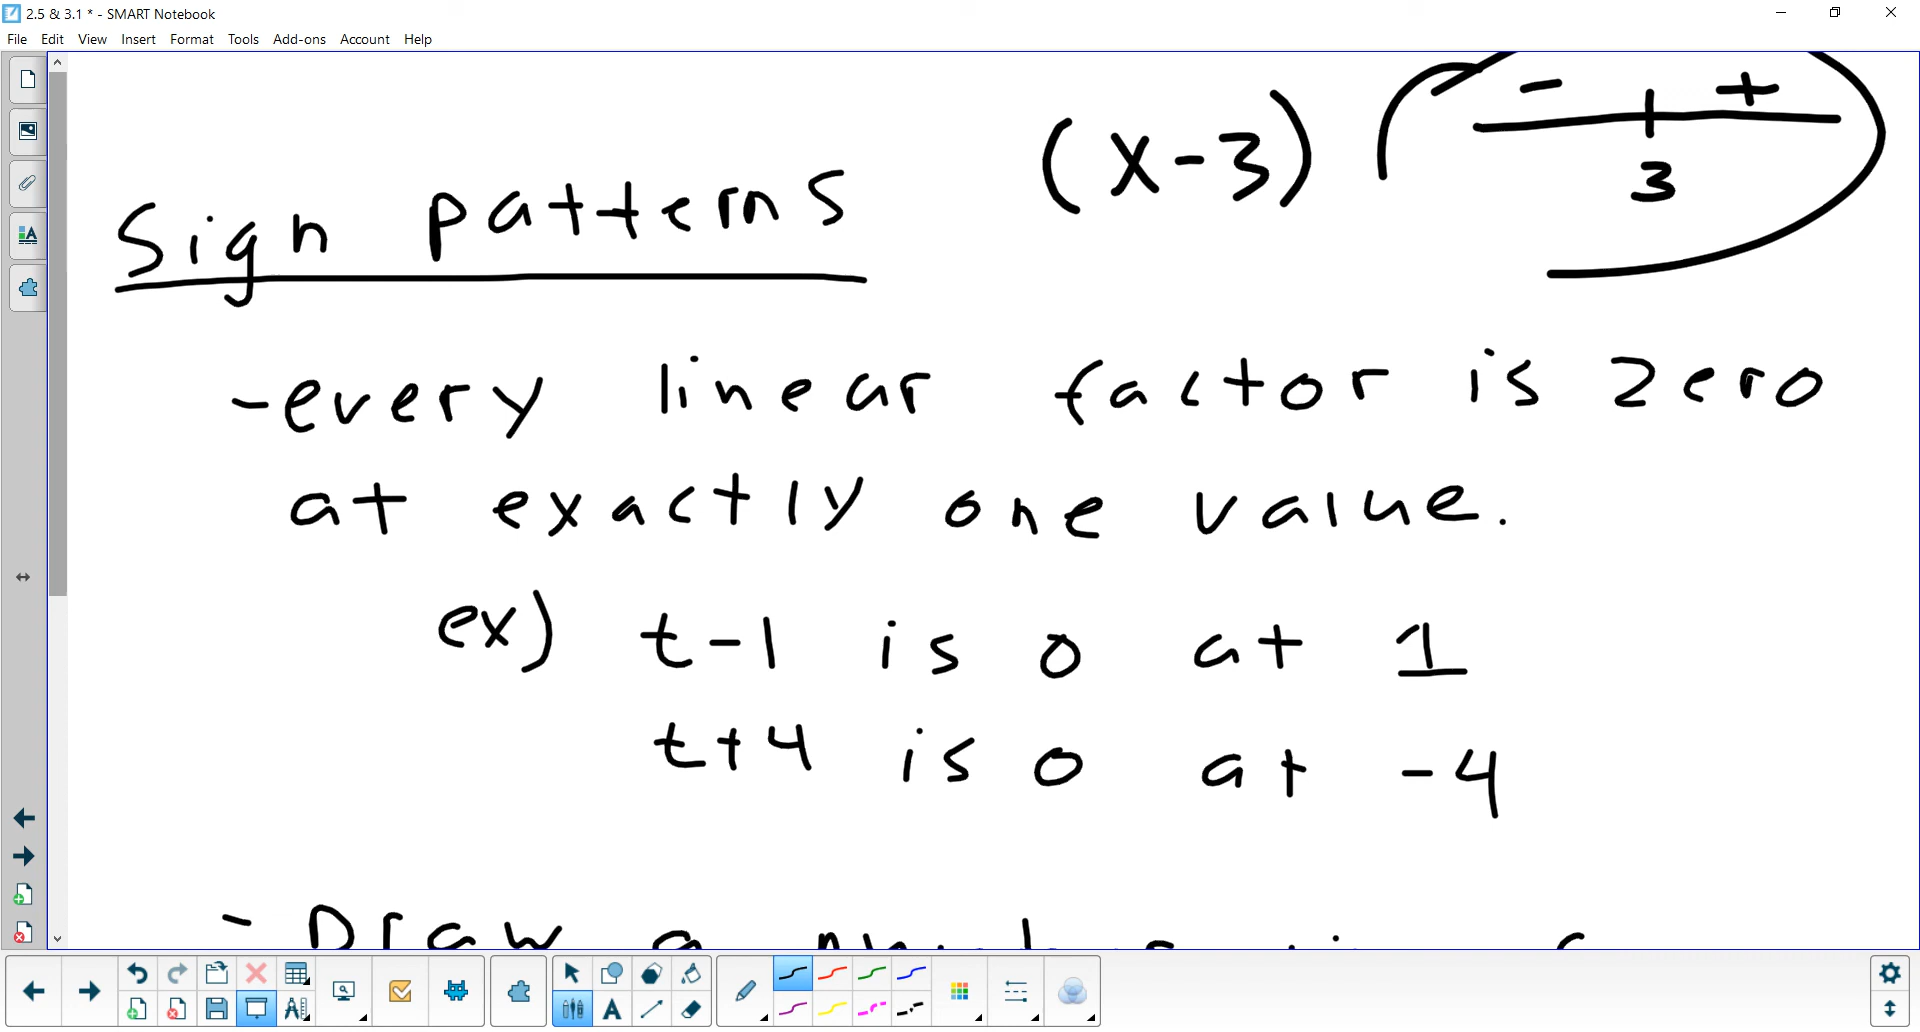 2.5 & 3.1 * - SMART Notebook
File Edit View Insert Format Tools Add-ons Account Help
(x-3) - +
3
Sign patterns
-every linear factor is zero
at exactly one value.
ex) t-1 is 0 at 1
t+4 is 0 at -4
- Draw a